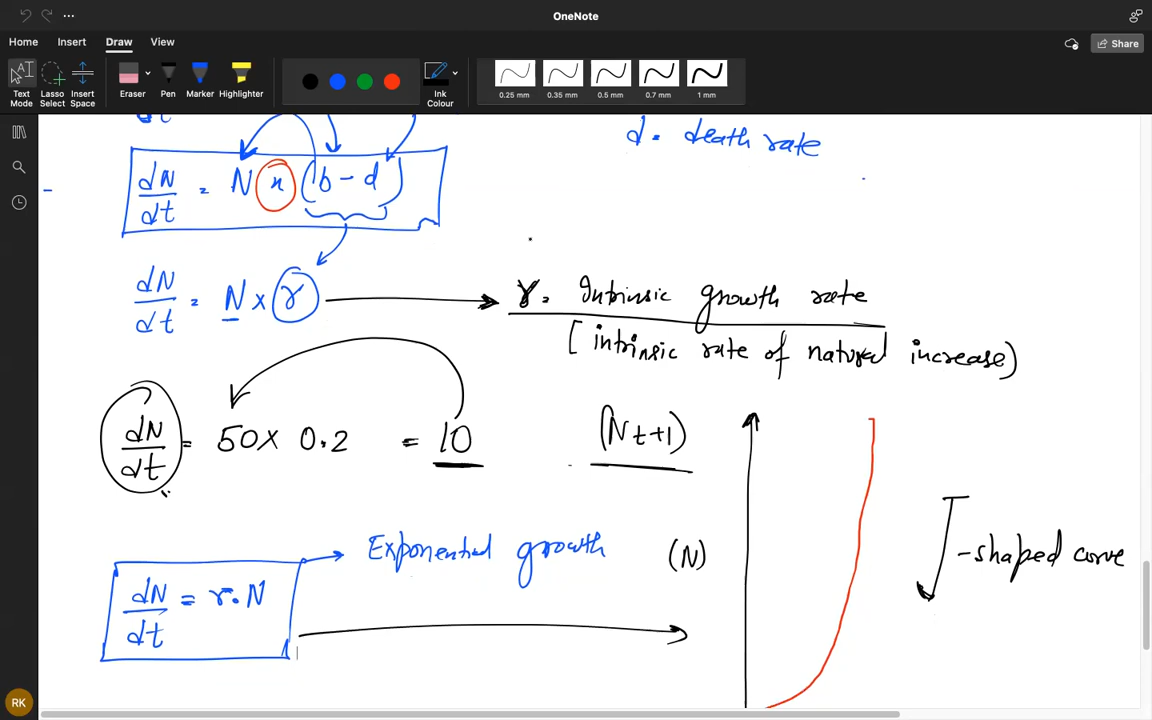 OneNote
Home Insert Draw View
Share
Text Mode
Lasso Select
Insert Space
Eraser
Pen
Marker
Highlighter
Ink Colour
0.25 mm
0.35 mm
0.5 mm
0.7 mm
1 mm
dt
d = death rate
dN/dt = N x (b - d)
dN/dt = N × r
r = Intrinsic growth rate
[intrinsic rate of natural increase)
dN/dt = 50 × 0.2 = 10
(Nt+1)
Exponential growth
(N)
J-shaped curve
dN/dt = r·N
RK